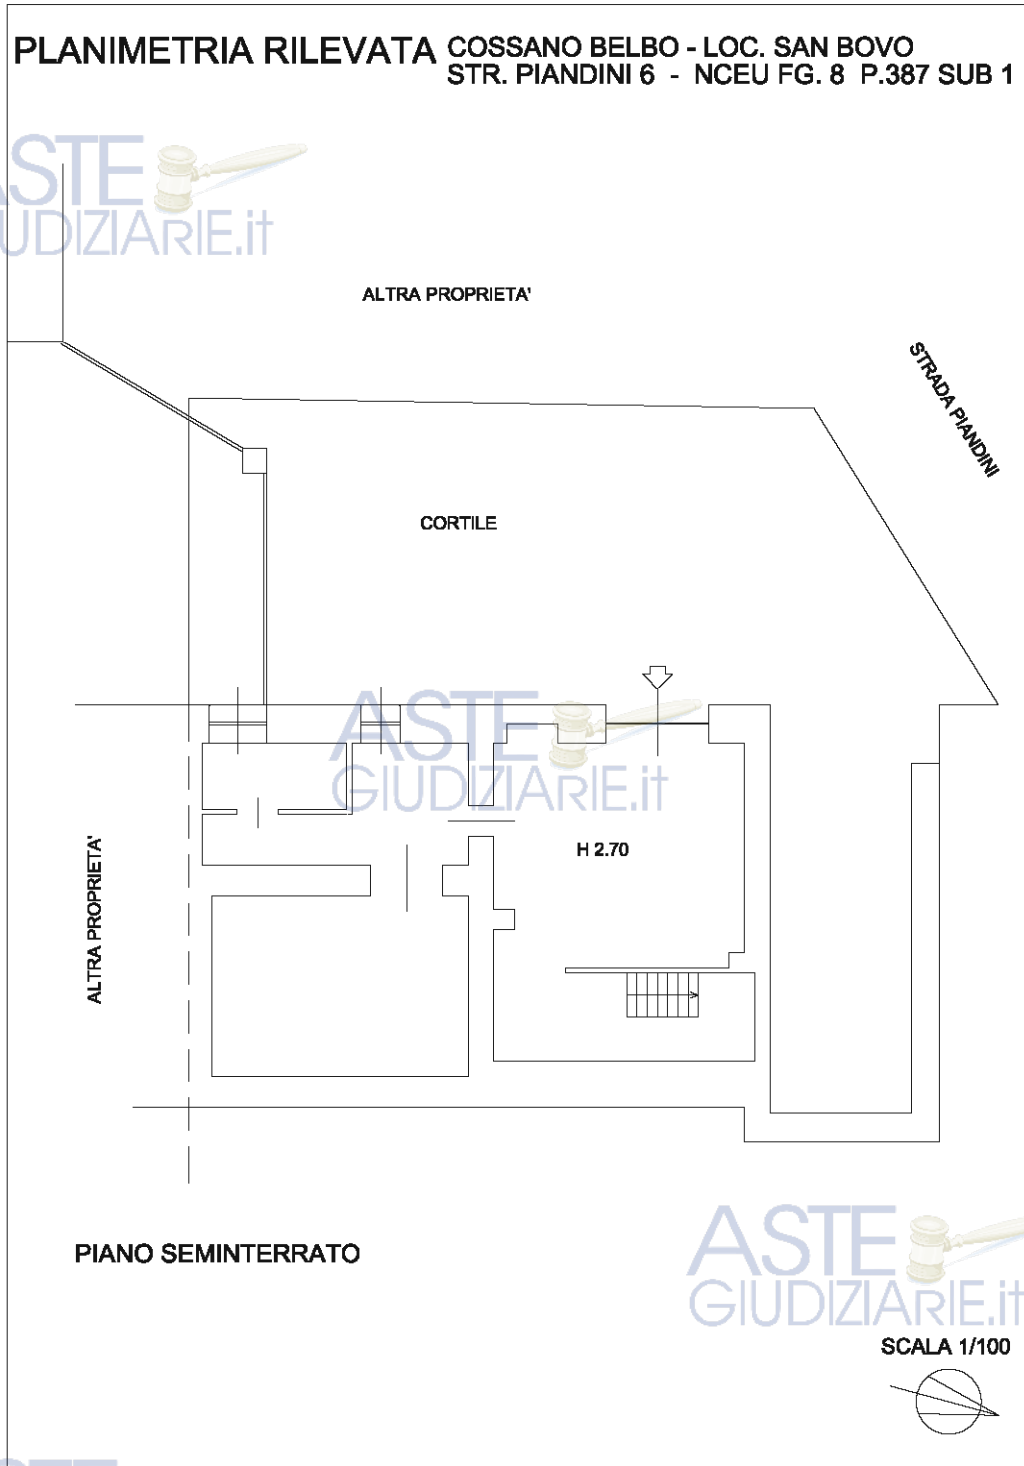 PLANIMETRIA RILEVATA COSSANO BELBO - LOC. SAN BOVO
STR. PIANDINI 6 - NCEU FG. 8 P.387 SUB 1
ASTE
GIUDIZIARIE.it
ALTRA PROPRIETA'
STRADA PIANDINI
CORTILE
ASTE
GIUDIZIARIE.it
H 2.70
ALTRA PROPRIETA'
PIANO SEMINTERRATO
ASTE
GIUDIZIARIE.it
SCALA 1/100